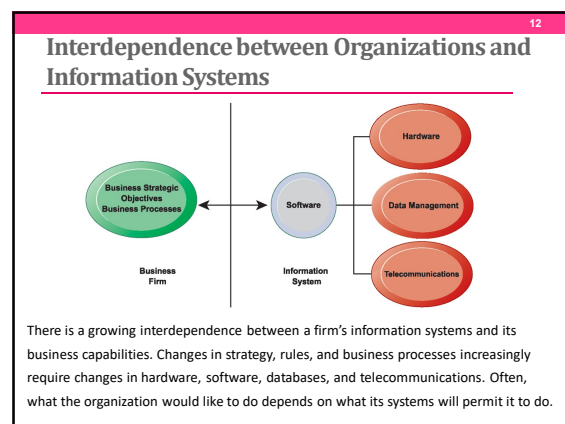 12
Interdependence between Organizations and
Information Systems
Hardware
Business Strategic
Objectives
Business Processes
Software
Data Management
Business
Firm
Information
System
Telecommunications
There is a growing interdependence between a firm's information systems and its
business capabilities. Changes in strategy, rules, and business processes increasingly
require changes in hardware, software, databases, and telecommunications. Often,
what the organization would like to do depends on what its systems will permit it to do.